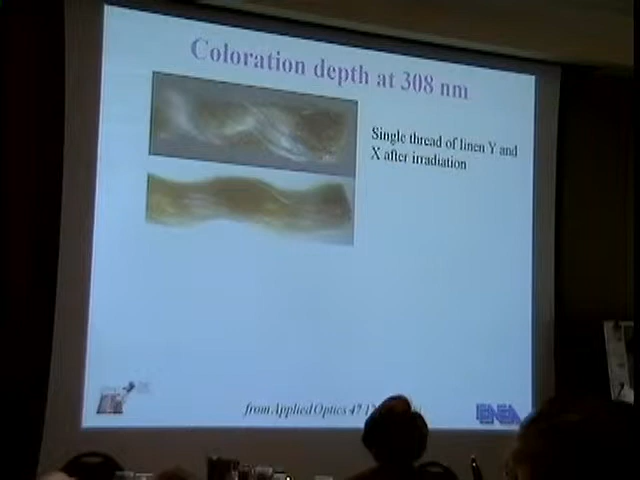 Coloration depth at 308 nm
Single thread of linen Y and
X after irradiation
from Applied Optics 47
ENEA